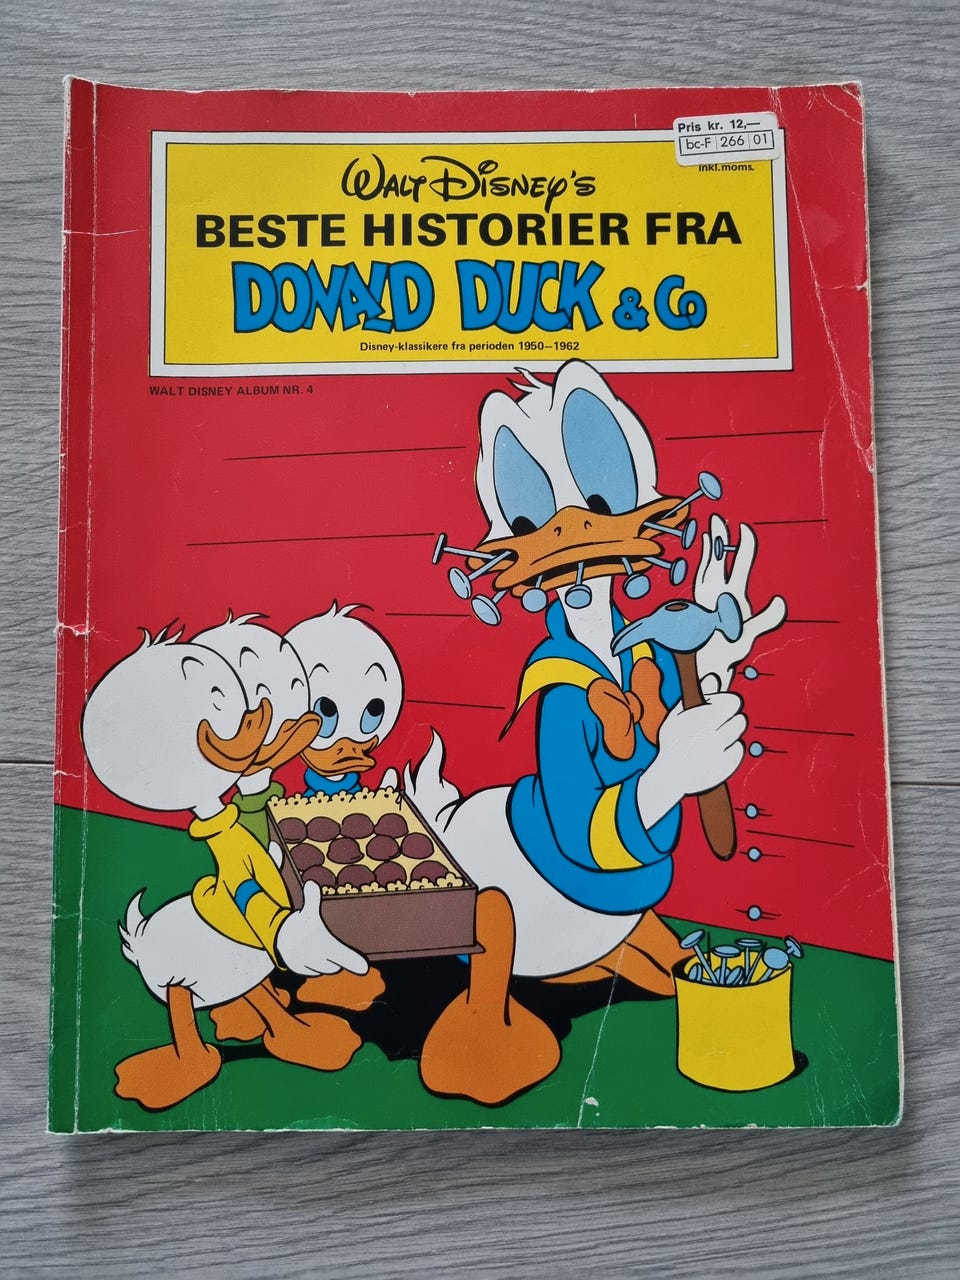 Pris kr. 12,—
bc-F 266 01
inkl.moms.
WALT DISNEY'S
BESTE HISTORIER FRA
DONALD DUCK & Co
Disney-klassikere fra perioden 1950—1962
WALT DISNEY ALBUM NR. 4